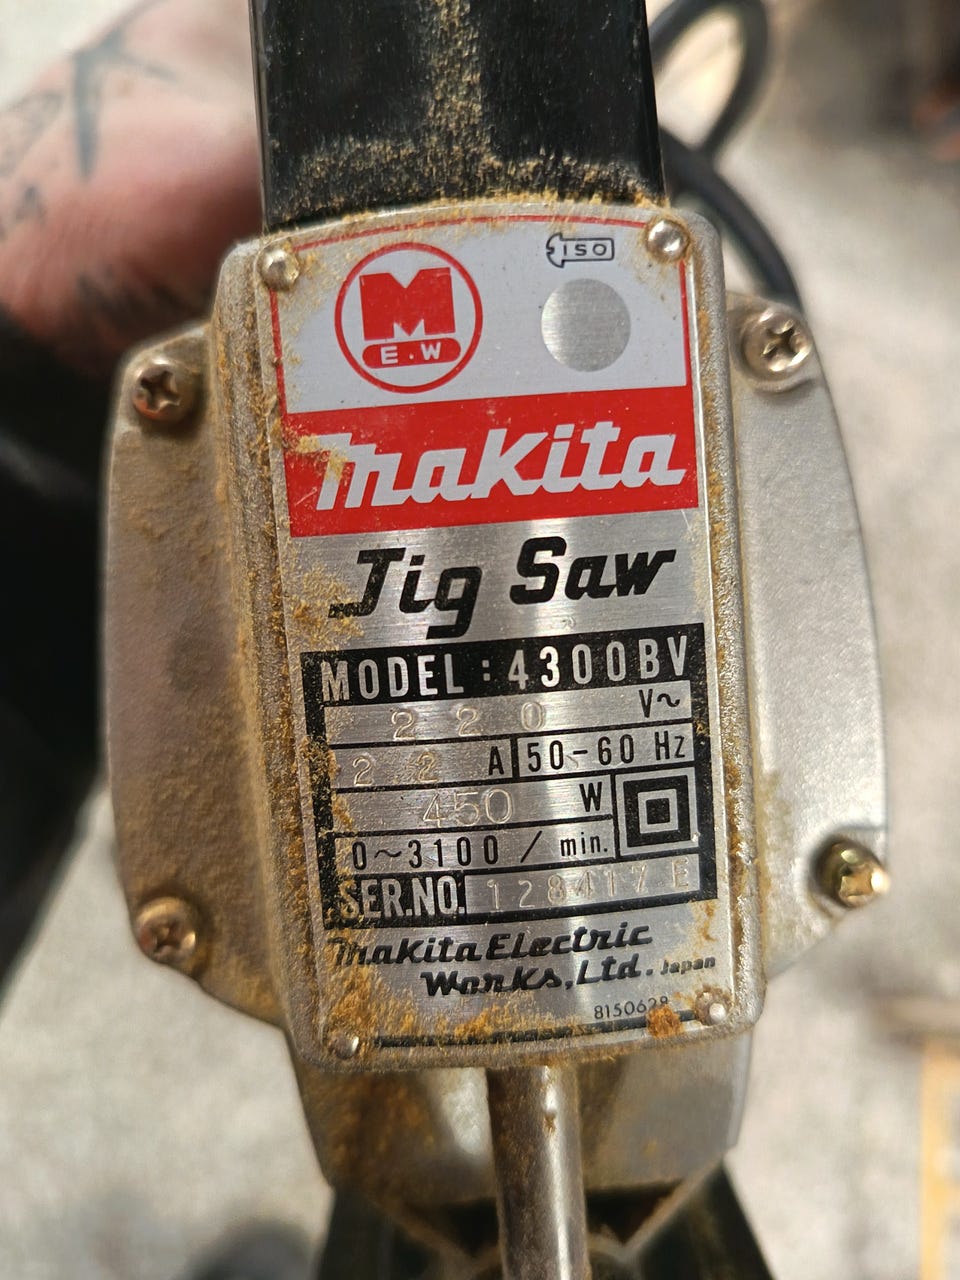 ISO
M
E.W
makita
Jig Saw
MODEL : 4300BV
220 V~
2.2 A 50-60 Hz
450 W
0~3100 / min.
SER.NO. 128417 E
Makita Electric
Works, Ltd. Japan